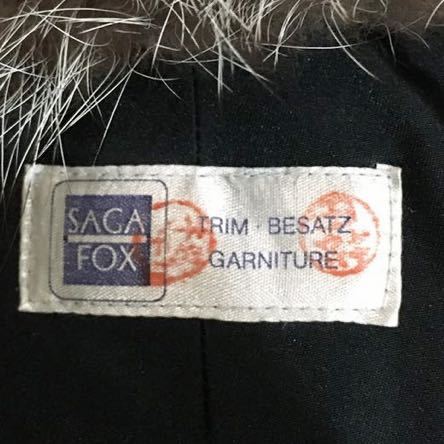 SAGA
FOX
TRIM · BESATZ
GARNITURE